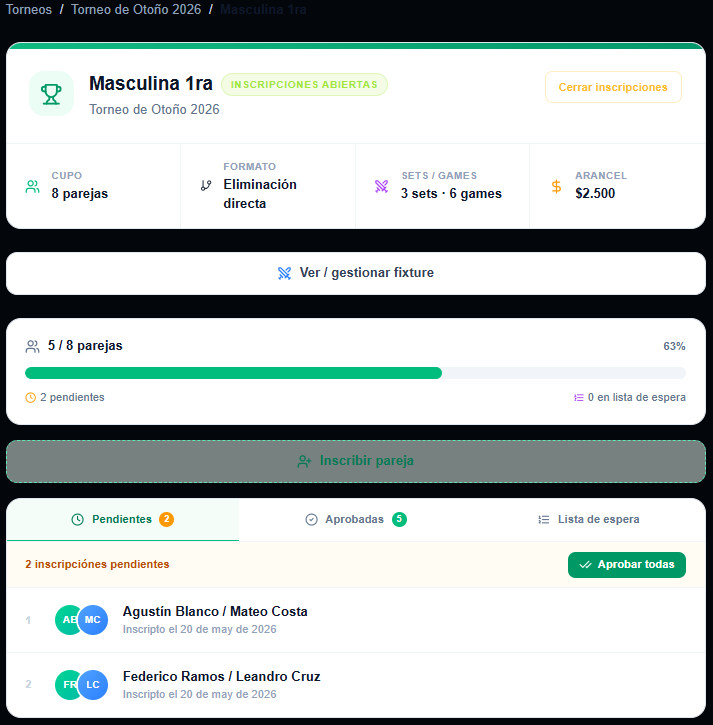 Torneos / Torneo de Otoño 2026 / Masculina 1ra
Masculina 1ra INSCRIPCIONES ABIERTAS
Cerrar inscripciones
Torneo de Otoño 2026
CUPO
8 parejas
FORMATO
Eliminación
directa
SETS / GAMES
3 sets · 6 games
ARANCEL
$2.500
Ver / gestionar fixture
5 / 8 parejas 63%
2 pendientes 0 en lista de espera
Inscribir pareja
Pendientes 2 Aprobadas 5 Lista de espera
2 inscripciónes pendientes Aprobar todas
1 AB MC Agustín Blanco / Mateo Costa
Inscripto el 20 de may de 2026
2 FR LC Federico Ramos / Leandro Cruz
Inscripto el 20 de may de 2026